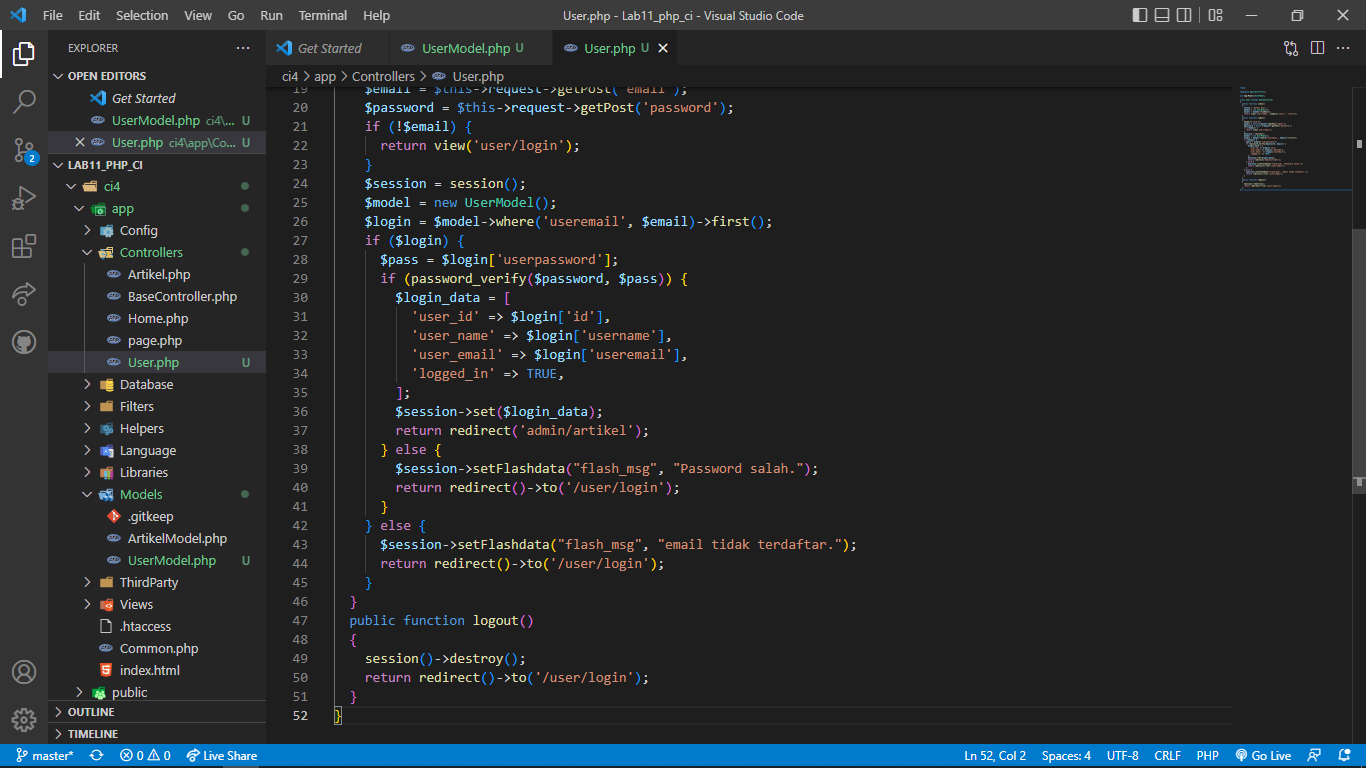 File Edit Selection View Go Run Terminal Help
User.php - Lab11_php_ci - Visual Studio Code
EXPLORER
OPEN EDITORS
Get Started
UserModel.php ci4\... U
User.php ci4\app\Co... U
LAB11_PHP_CI
ci4
app
Config
Controllers
Artikel.php
BaseController.php
Home.php
page.php
User.php U
Database
Filters
Helpers
Language
Libraries
Models
.gitkeep
ArtikelModel.php
UserModel.php U
ThirdParty
Views
.htaccess
Common.php
index.html
public
OUTLINE
TIMELINE
2
Get Started
UserModel.php U
User.php U
ci4 > app > Controllers > User.php
19 $email = $this->request->getPost('email');
20 $password = $this->request->getPost('password');
21 if (!$email) {
22 return view('user/login');
23 }
24 $session = session();
25 $model = new UserModel();
26 $login = $model->where('useremail', $email)->first();
27 if ($login) {
28 $pass = $login['userpassword'];
29 if (password_verify($password, $pass)) {
30 $login_data = [
31 'user_id' => $login['id'],
32 'user_name' => $login['username'],
33 'user_email' => $login['useremail'],
34 'logged_in' => TRUE,
35 ];
36 $session->set($login_data);
37 return redirect('admin/artikel');
38 } else {
39 $session->setFlashdata("flash_msg", "Password salah.");
40 return redirect()->to('/user/login');
41 }
42 } else {
43 $session->setFlashdata("flash_msg", "email tidak terdaftar.");
44 return redirect()->to('/user/login');
45 }
46 }
47 public function logout()
48 {
49 session()->destroy();
50 return redirect()->to('/user/login');
51 }
52 }
master* 0 0 Live Share
Ln 52, Col 2 Spaces: 4 UTF-8 CRLF PHP Go Live